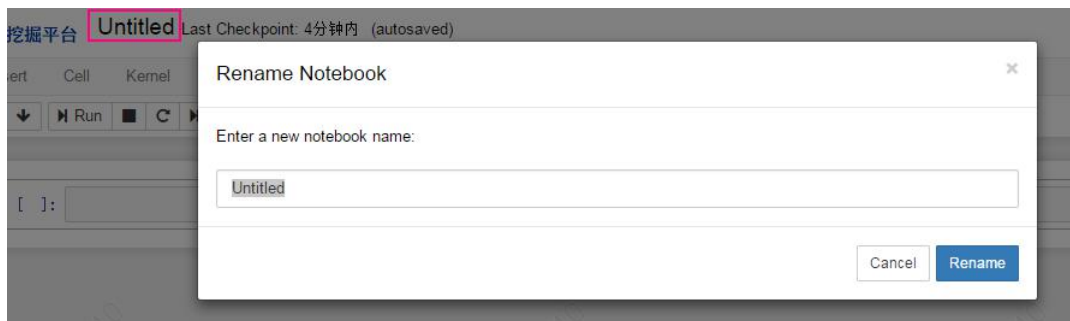 挖掘平台 Untitled Last Checkpoint: 4分钟内 (autosaved)
ert Cell Kernel
Run
[ ]:
Rename Notebook ×
Enter a new notebook name:
Untitled
Cancel Rename